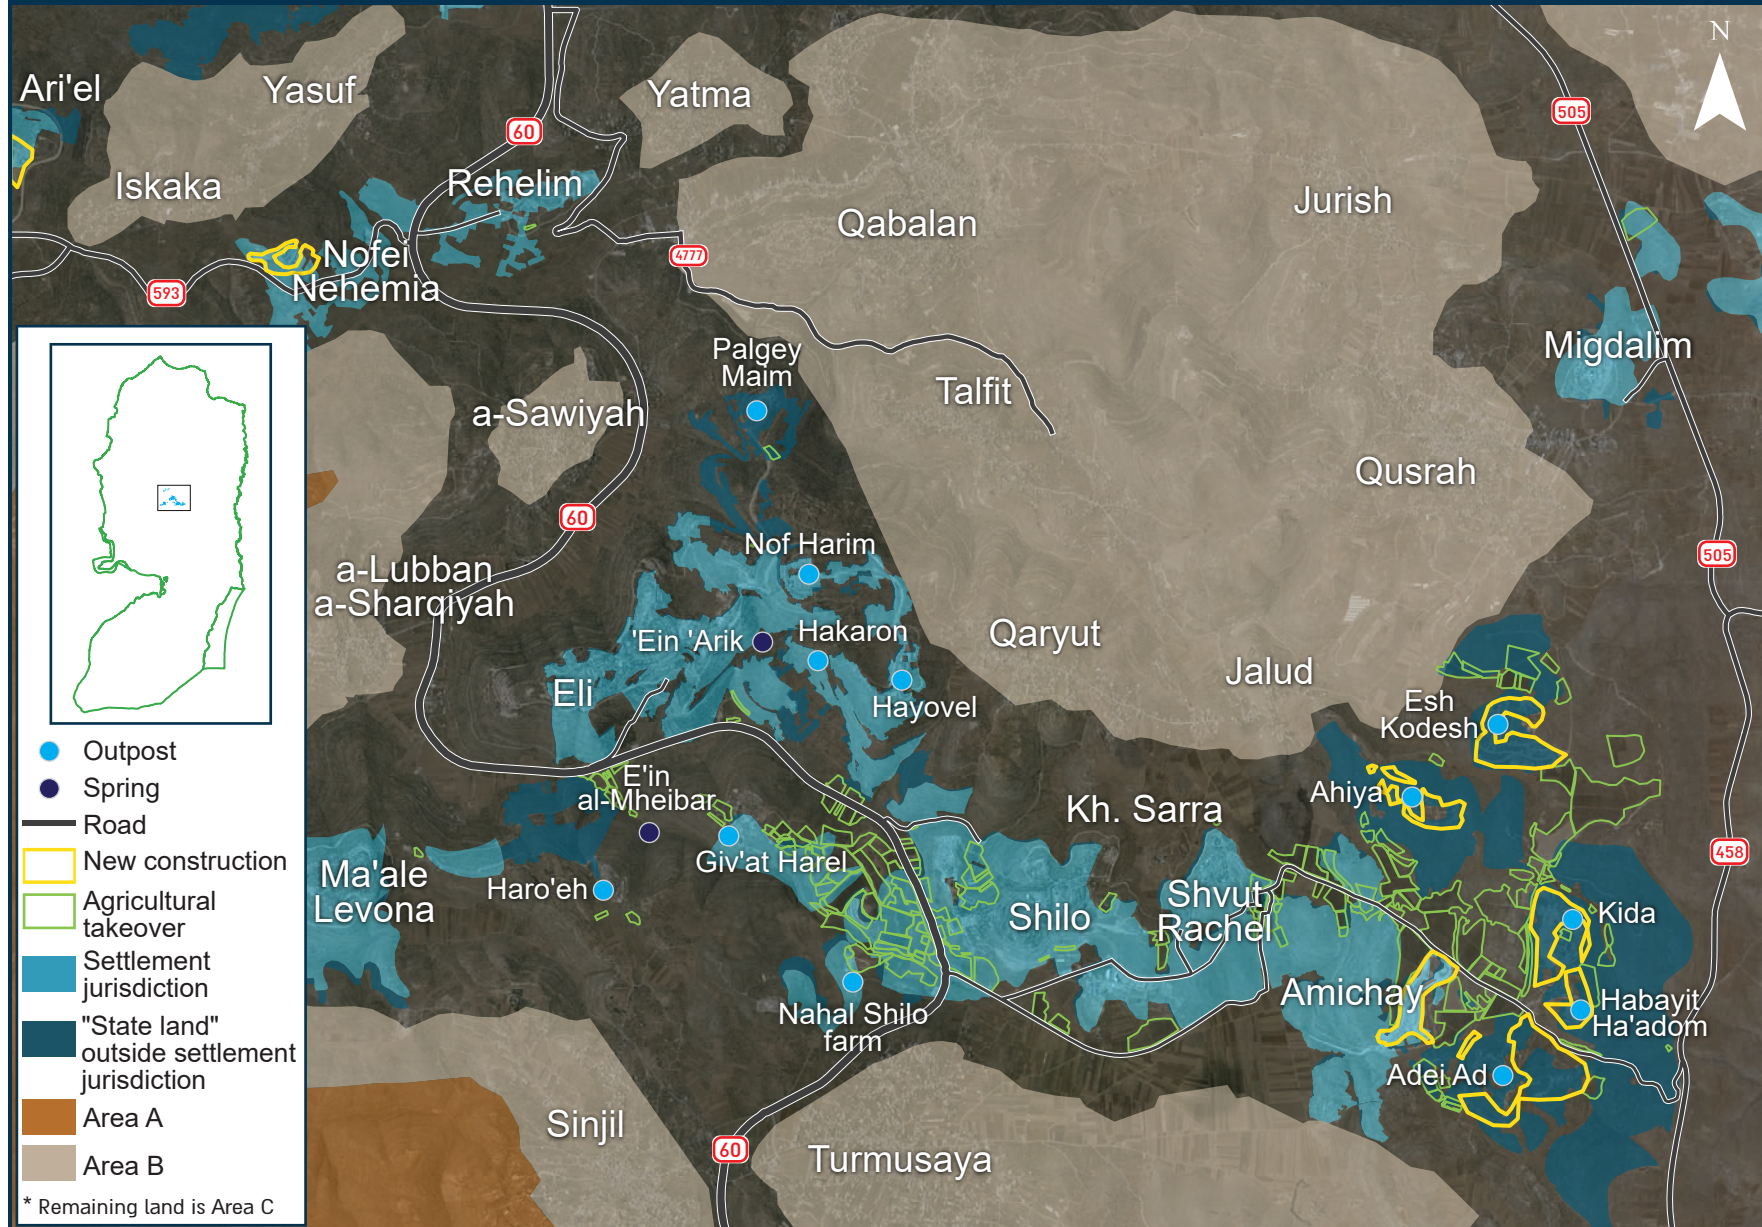 N
Ari'el
Yasuf
Yatma
60
505
Iskaka
Rehelim
Jurish
Qabalan
Nofei
Nehemia
4777
593
Migdalim
Palgey
Maim
Talfit
a-Sawiyah
Qusrah
60
505
Nof Harim
a-Lubban
a-Sharqiyah
'Ein 'Arik
Hakaron
Qaryut
Jalud
Eli
Hayovel
Esh
Kodesh
E'in
al-Mheibar
Ahiya
Kh. Sarra
458
Giv'at Harel
Ma'ale
Levona
Haro'eh
Shilo
Shvut
Rachel
Kida
Amichay
Nahal Shilo
farm
Habayit
Ha'adom
Adei Ad
Sinjil
60
Turmusaya
Outpost
Spring
Road
New construction
Agricultural
takeover
Settlement
jurisdiction
"State land"
outside settlement
jurisdiction
Area A
Area B
* Remaining land is Area C